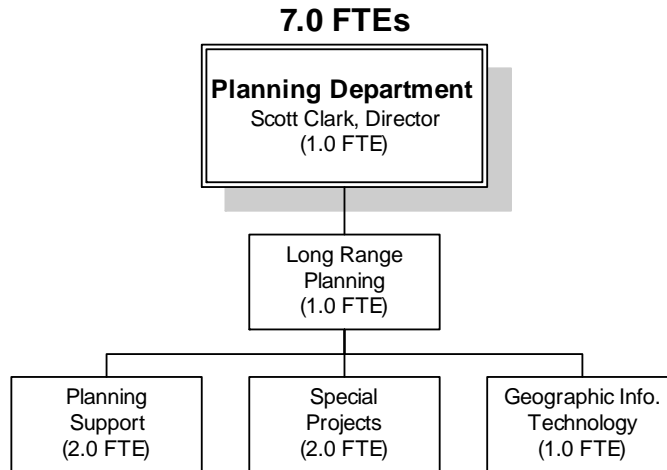 7.0 FTEs
Planning Department
Scott Clark, Director
(1.0 FTE)
Long Range
Planning
(1.0 FTE)
Planning
Support
(2.0 FTE)
Special
Projects
(2.0 FTE)
Geographic Info.
Technology
(1.0 FTE)